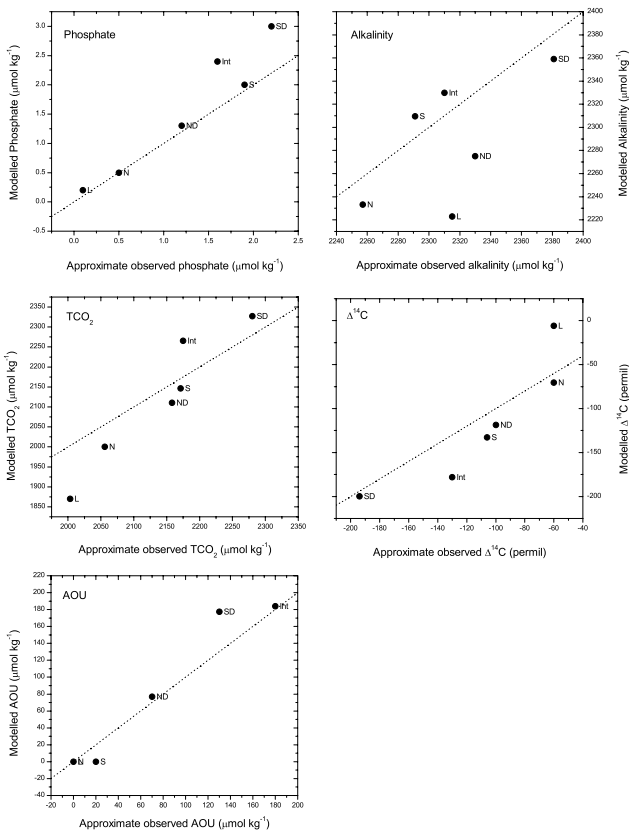 Phosphate
Modelled Phosphate (μmol kg⁻¹)
3.0
2.5
2.0
1.5
1.0
0.5
0.0
-0.5
SD
Int
S
ND
N
L
0.0 0.5 1.0 1.5 2.0 2.5
Approximate observed phosphate (μmol kg⁻¹)
Alkalinity
Modelled Alkalinity (μmol kg⁻¹)
2400
2380
2360
2340
2320
2300
2280
2260
2240
2220
SD
Int
S
ND
N
L
2240 2260 2280 2300 2320 2340 2360 2380 2400
Approximate observed alkalinity (μmol kg⁻¹)
TCO₂
Modelled TCO₂ (μmol kg⁻¹)
2350
2300
2250
2200
2150
2100
2050
2000
1950
1900
1850
SD
Int
S
ND
N
L
2000 2050 2100 2150 2200 2250 2300 2350
Approximate observed TCO₂ (μmol kg⁻¹)
Δ¹⁴C
Modelled Δ¹⁴C (permil)
0
-50
-100
-150
-200
L
N
ND
S
Int
SD
-200 -180 -160 -140 -120 -100 -80 -60 -40
Approximate observed Δ¹⁴C (permil)
AOU
Modelled AOU (μmol kg⁻¹)
220
200
180
160
140
120
100
80
60
40
20
0
-20
-40
Int
SD
ND
S
-20 0 20 40 60 80 100 120 140 160 180 200
Approximate observed AOU (μmol kg⁻¹)